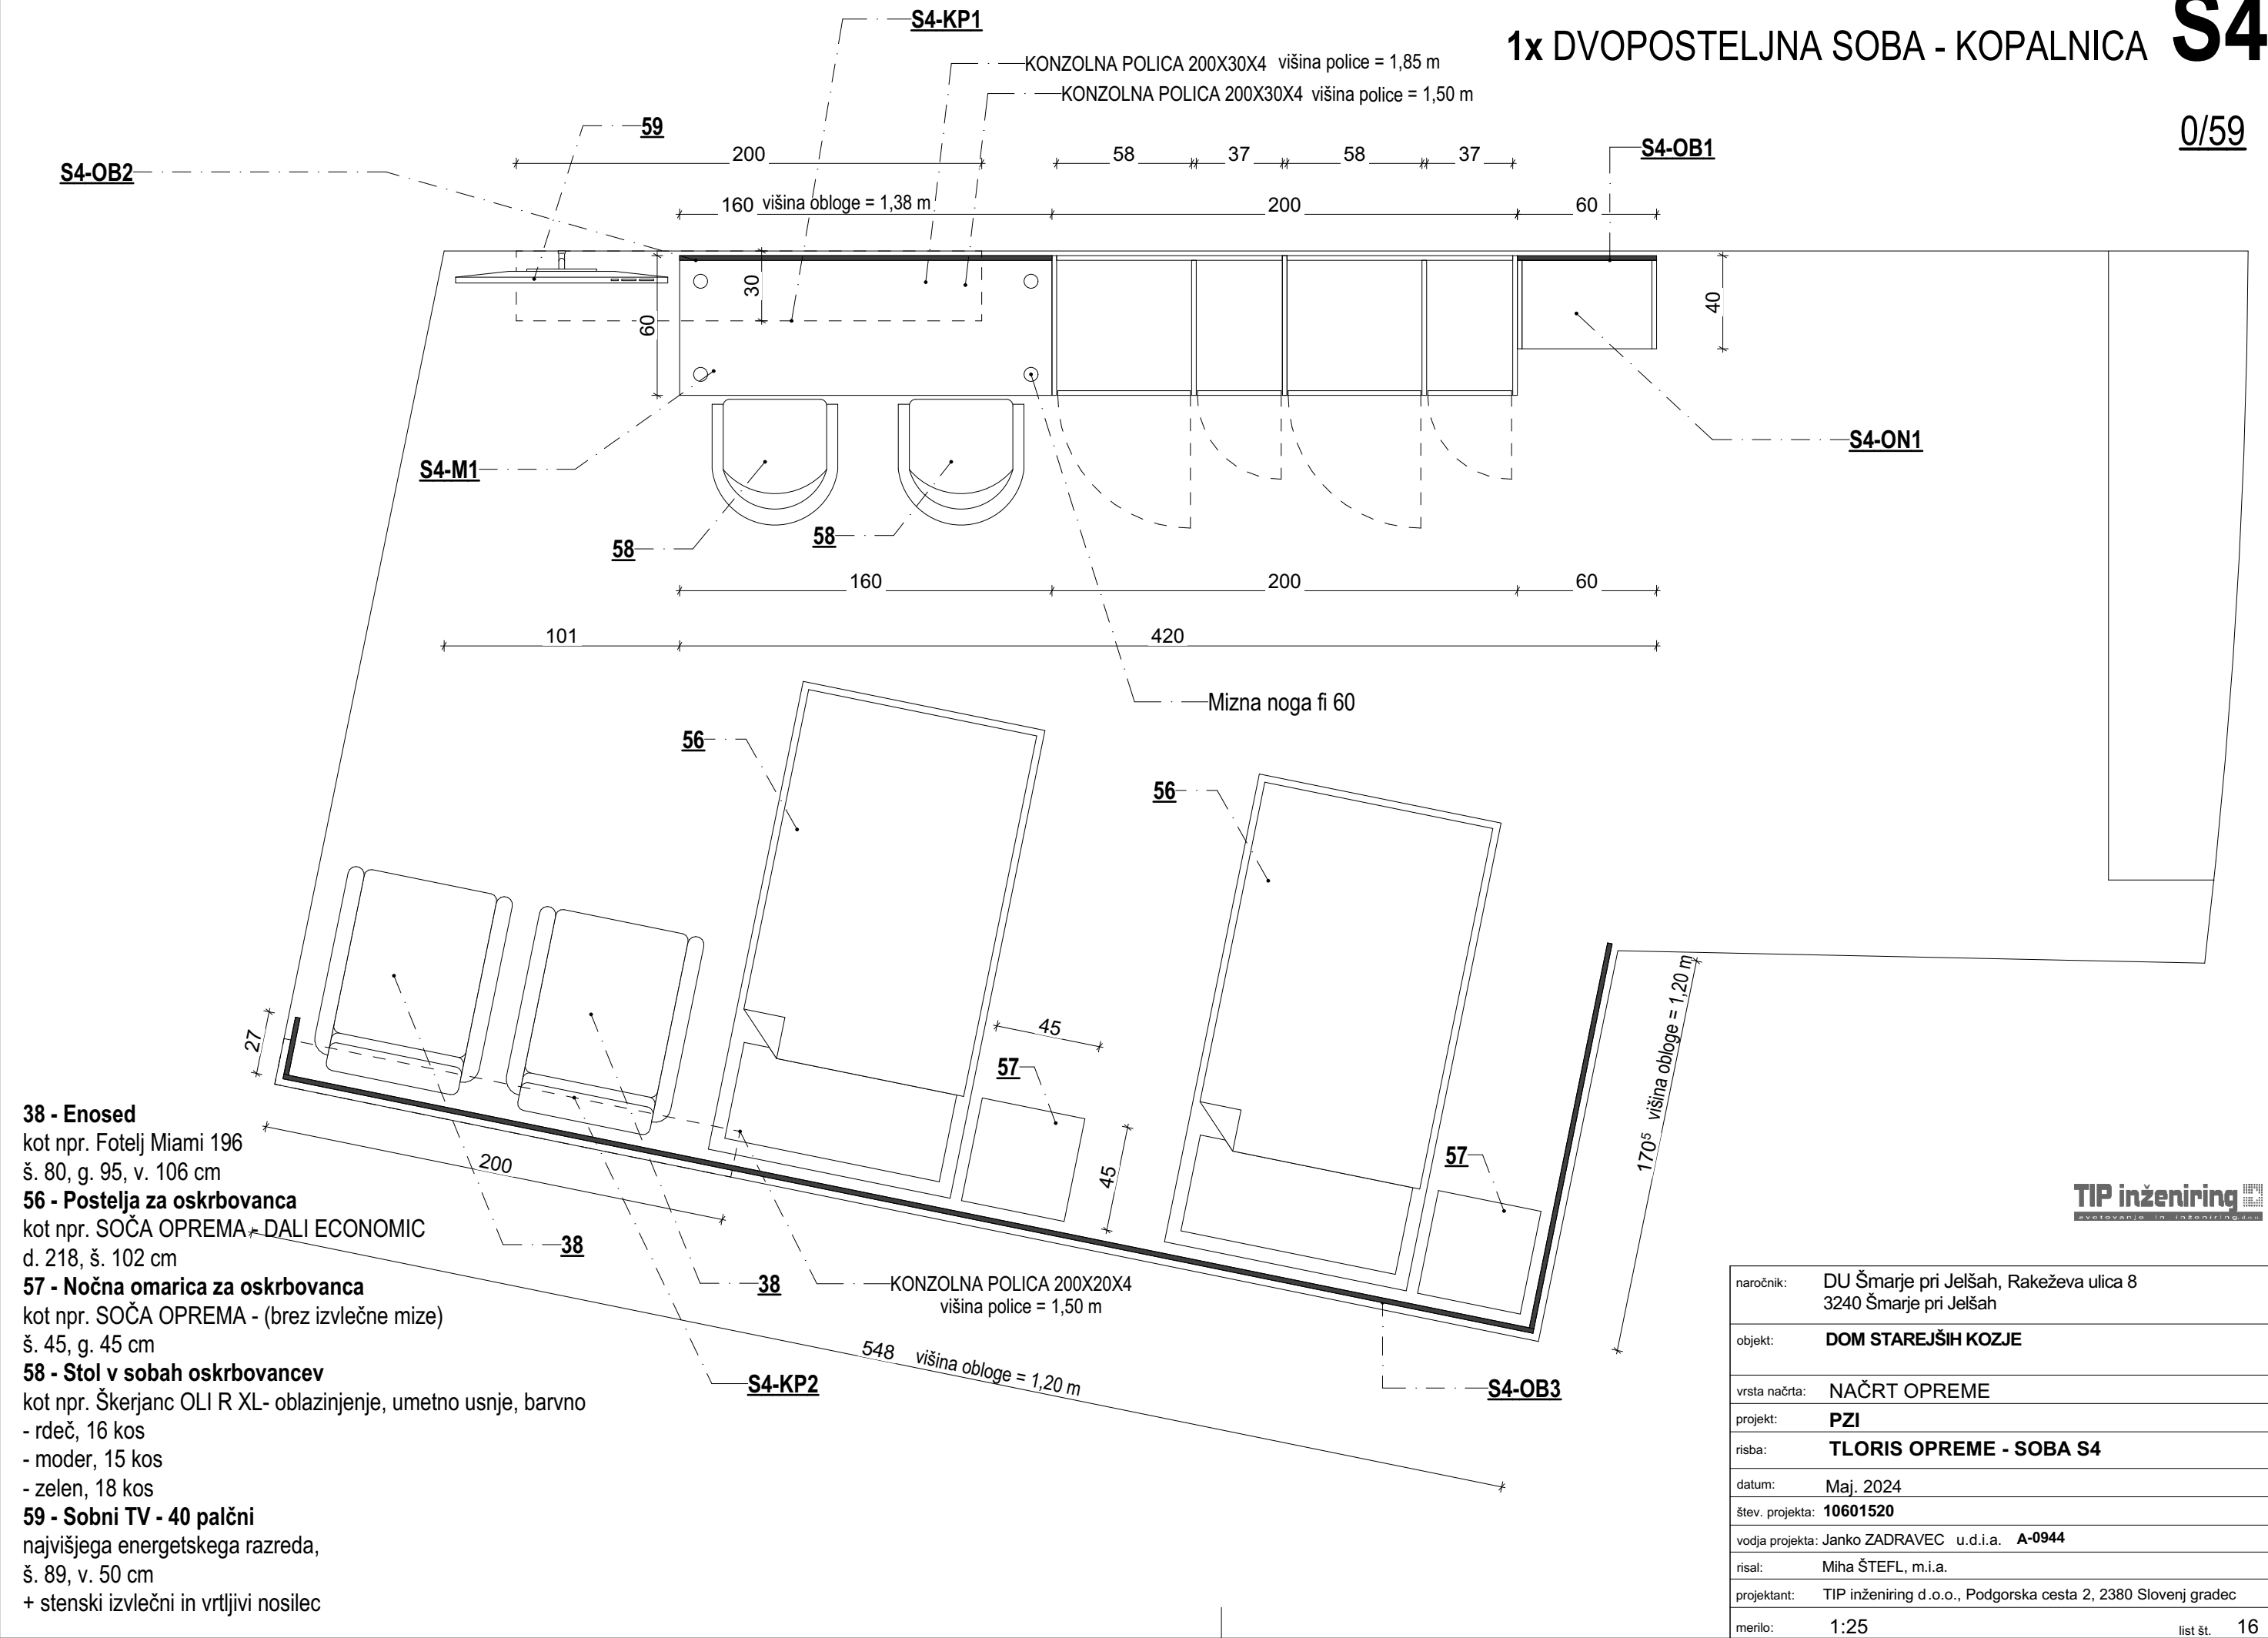 S4-KP1
1x DVOPOSTELJNA SOBA - KOPALNICA S4
KONZOLNA POLICA 200X30X4 višina police = 1,85 m
KONZOLNA POLICA 200X30X4 višina police = 1,50 m
0/59
59
S4-OB2
200
58
37
58
37
S4-OB1
160 višina obloge = 1,38 m
200
60
30
60
40
S4-M1
S4-ON1
58
58
160
200
60
101
420
Mizna noga fi 60
56
56
27
45
57
45
57
170⁵ višina obloge = 1,20 m
200
38
38
KONZOLNA POLICA 200X20X4
višina police = 1,50 m
548 višina obloge = 1,20 m
S4-KP2
S4-OB3
38 - Enosed
kot npr. Fotelj Miami 196
š. 80, g. 95, v. 106 cm
56 - Postelja za oskrbovanca
kot npr. SOČA OPREMA - DALI ECONOMIC
d. 218, š. 102 cm
57 - Nočna omarica za oskrbovanca
kot npr. SOČA OPREMA - (brez izvlečne mize)
š. 45, g. 45 cm
58 - Stol v sobah oskrbovancev
kot npr. Škerjanc OLI R XL- oblazinjenje, umetno usnje, barvno
- rdeč, 16 kos
- moder, 15 kos
- zelen, 18 kos
59 - Sobni TV - 40 palčni
najvišjega energetskega razreda,
š. 89, v. 50 cm
+ stenski izvlečni in vrtljivi nosilec
TIP inženiring
svetovanje in inženiring d.o.o.
naročnik: DU Šmarje pri Jelšah, Rakeževa ulica 8
3240 Šmarje pri Jelšah
objekt: DOM STAREJŠIH KOZJE
vrsta načrta: NAČRT OPREME
projekt: PZI
risba: TLORIS OPREME - SOBA S4
datum: Maj. 2024
štev. projekta: 10601520
vodja projekta: Janko ZADRAVEC u.d.i.a. A-0944
risal: Miha ŠTEFL, m.i.a.
projektant: TIP inženiring d.o.o., Podgorska cesta 2, 2380 Slovenj gradec
merilo: 1:25 list št. 16